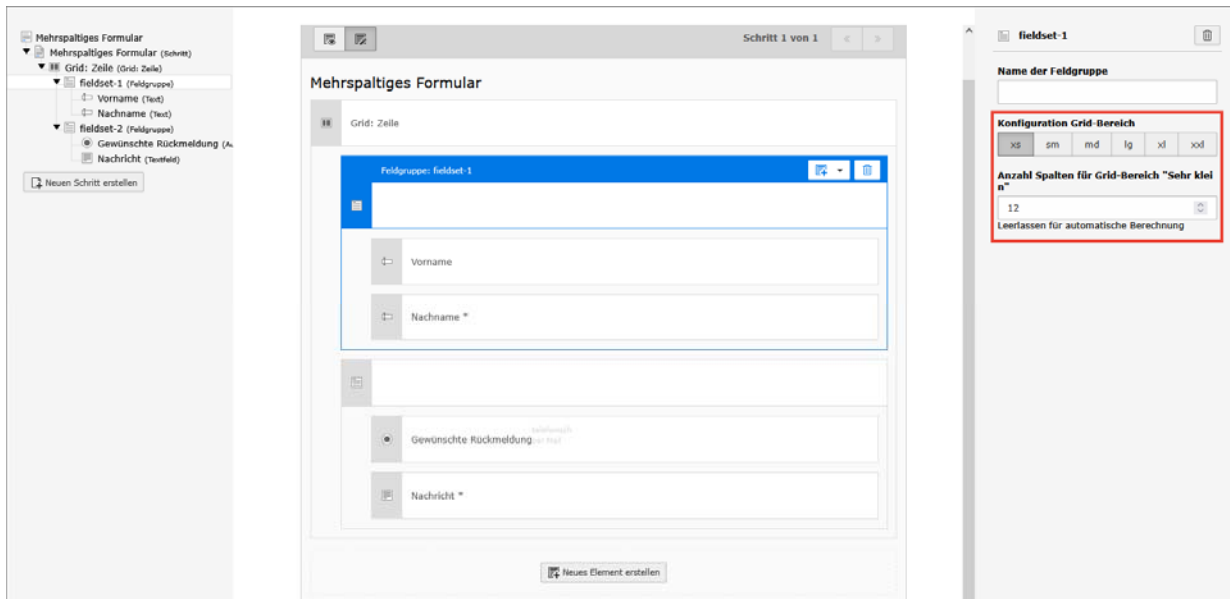 Mehrspaltiges Formular
Mehrspaltiges Formular (Schritt)
Grid: Zeile (Grid: Zeile)
fieldset-1 (Feldgruppe)
Vorname (Text)
Nachname (Text)
fieldset-2 (Feldgruppe)
Gewünschte Rückmeldung
Nachricht (Textfeld)
Neuen Schritt erstellen
Schritt 1 von 1
Mehrspaltiges Formular
Grid: Zeile
Feldgruppe: fieldset-1
Vorname
Nachname *
telefonisch
Gewünschte Rückmeldung
Nachricht *
Neues Element erstellen
fieldset-1
Name der Feldgruppe
Konfiguration Grid-Bereich
xs sm md lg xl xxl
Anzahl Spalten für Grid-Bereich "Sehr klei
n"
12
Leerlassen für automatische Berechnung